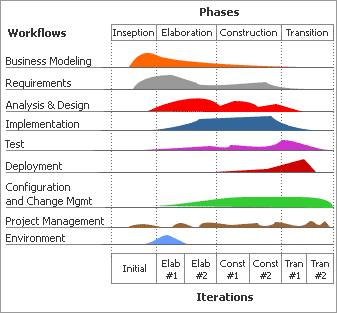 Phases
Workflows
Inseption Elaboration Construction Transition
Business Modeling
Requirements
Analysis & Design
Implementation
Test
Deployment
Configuration
and Change Mgmt
Project Management
Environment
Initial Elab Elab Const Const Tran Tran
#1 #2 #1 #2 #1 #2
Iterations